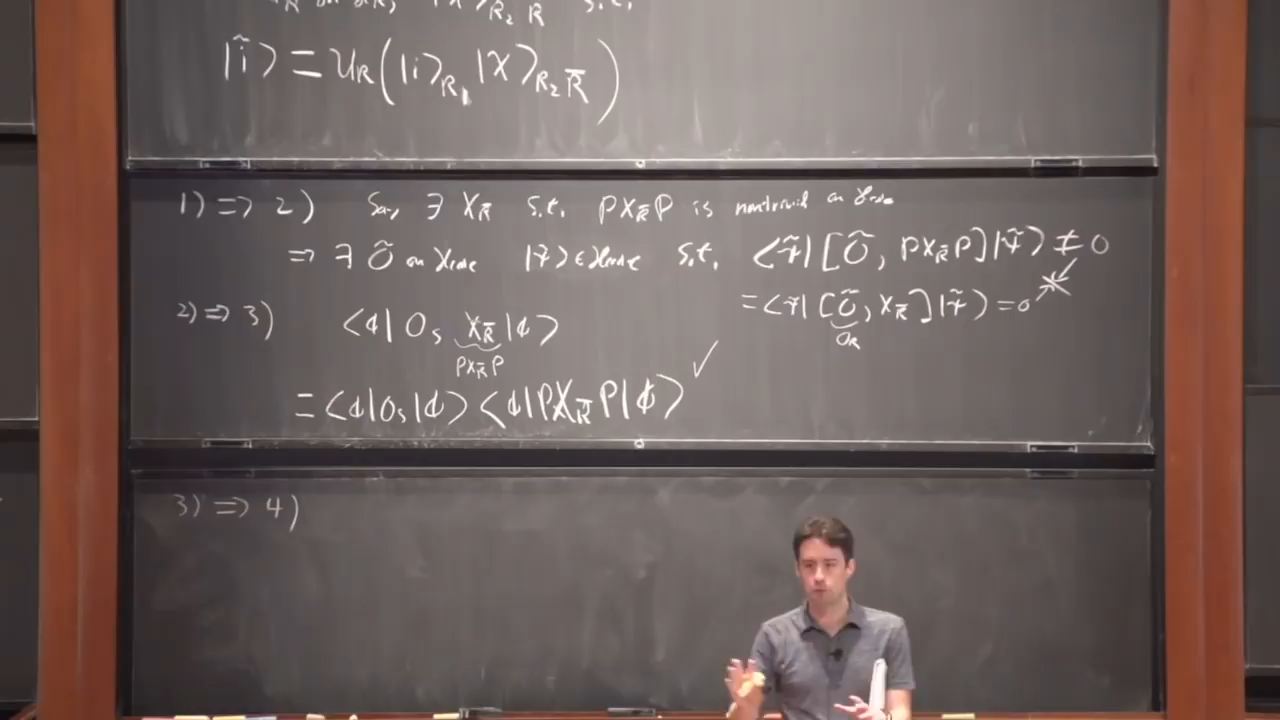 |ĩ⟩ = U_R(|i⟩_{R_1} |χ⟩_{R_2 R̄})
1) ⇒ 2) Say ∃ X_R̄ s.t. P X_R̄ P is nontrivial on ℋ_code
⇒ ∃ Õ on ℋ_code |ψ̃⟩ ∈ ℋ_code s.t. ⟨ψ̃| [Õ, P X_R̄ P] |ψ̃⟩ ≠ 0
= ⟨ψ̃| [Õ, X_R̄] |ψ̃⟩ = 0
O_R
2) ⇒ 3) ⟨ϕ| O_S X_R̄ |ϕ⟩
P X_R̄ P
= ⟨ϕ|O_S|ϕ⟩ ⟨ϕ|P X_R̄ P|ϕ⟩ ✓
3) ⇒ 4)